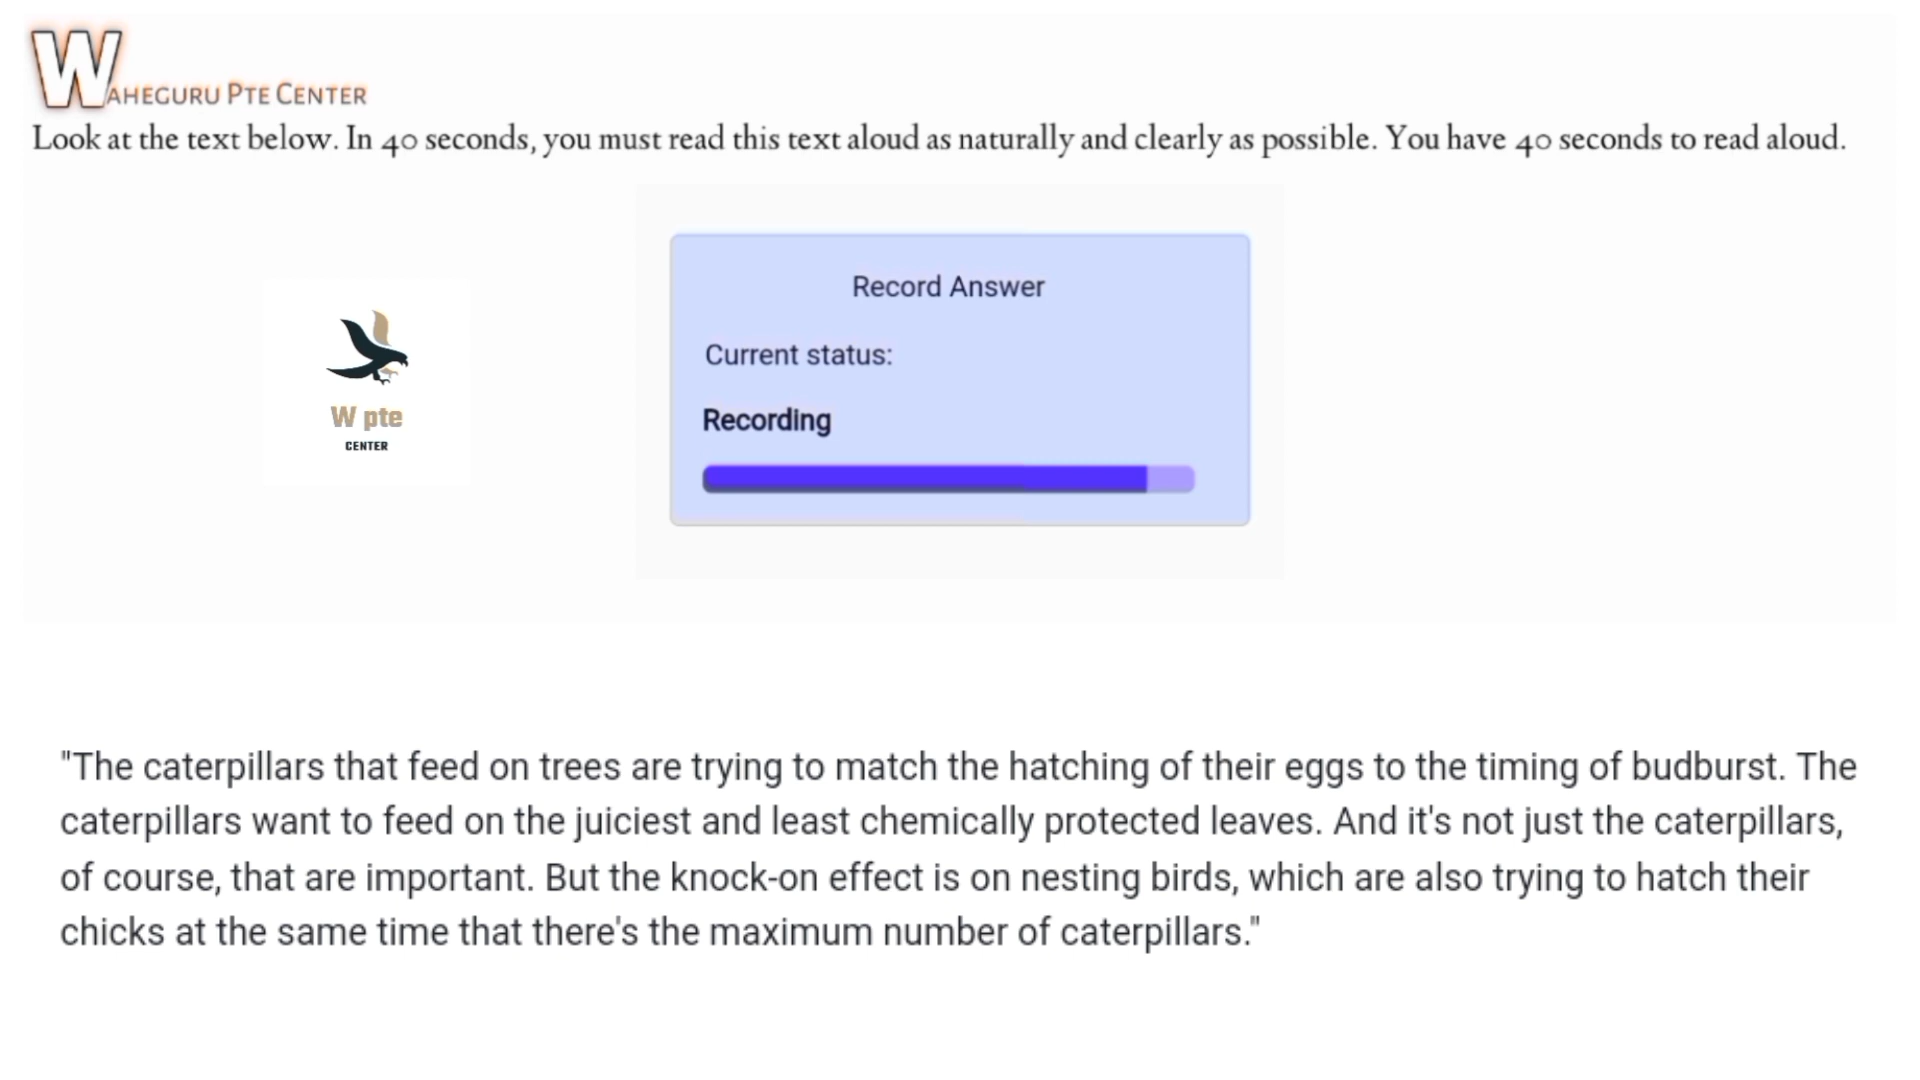 WAHEGURU PTE CENTER
Look at the text below. In 40 seconds, you must read this text aloud as naturally and clearly as possible. You have 40 seconds to read aloud.
Record Answer
Current status:
Recording
W pte
CENTER
"The caterpillars that feed on trees are trying to match the hatching of their eggs to the timing of budburst. The
caterpillars want to feed on the juiciest and least chemically protected leaves. And it's not just the caterpillars,
of course, that are important. But the knock-on effect is on nesting birds, which are also trying to hatch their
chicks at the same time that there's the maximum number of caterpillars."